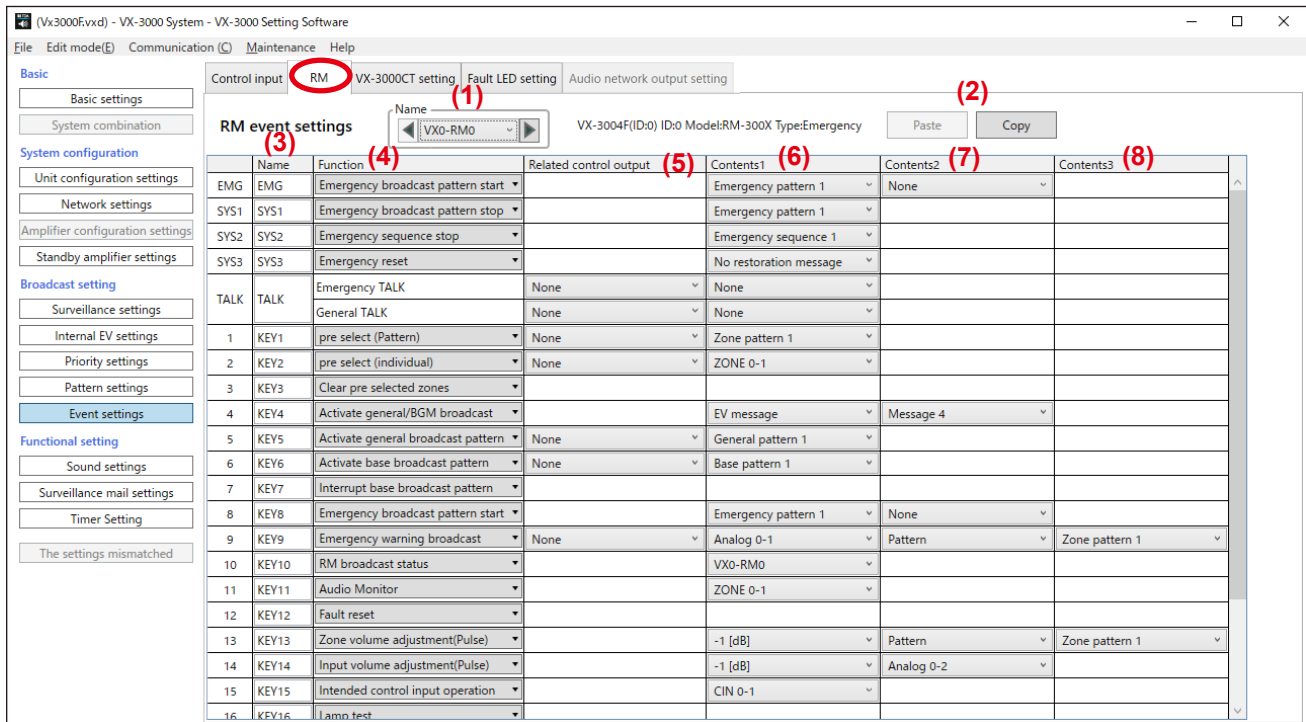 (Vx3000F.vxd) - VX-3000 System - VX-3000 Setting Software
File Edit mode(E) Communication (C) Maintenance Help
Basic
Basic settings
System combination
System configuration
Unit configuration settings
Network settings
Amplifier configuration settings
Standby amplifier settings
Broadcast setting
Surveillance settings
Internal EV settings
Priority settings
Pattern settings
Event settings
Functional setting
Sound settings
Surveillance mail settings
Timer Setting
The settings mismatched
Control input RM VX-3000CT setting Fault LED setting Audio network output setting
(1) (2)
RM event settings Name VX0-RM0 VX-3004F(ID:0) ID:0 Model:RM-300X Type:Emergency Paste Copy
(3) (4) (5) (6) (7) (8)
Name Function Related control output Contents1 Contents2 Contents3
EMG EMG Emergency broadcast pattern start Emergency pattern 1 None
SYS1 SYS1 Emergency broadcast pattern stop Emergency pattern 1
SYS2 SYS2 Emergency sequence stop Emergency sequence 1
SYS3 SYS3 Emergency reset No restoration message
TALK TALK Emergency TALK None None
General TALK None None
1 KEY1 pre select (Pattern) None Zone pattern 1
2 KEY2 pre select (individual) None ZONE 0-1
3 KEY3 Clear pre selected zones
4 KEY4 Activate general/BGM broadcast EV message Message 4
5 KEY5 Activate general broadcast pattern None General pattern 1
6 KEY6 Activate base broadcast pattern None Base pattern 1
7 KEY7 Interrupt base broadcast pattern
8 KEY8 Emergency broadcast pattern start Emergency pattern 1 None
9 KEY9 Emergency warning broadcast None Analog 0-1 Pattern Zone pattern 1
10 KEY10 RM broadcast status VX0-RM0
11 KEY11 Audio Monitor ZONE 0-1
12 KEY12 Fault reset
13 KEY13 Zone volume adjustment(Pulse) -1 [dB] Pattern Zone pattern 1
14 KEY14 Input volume adjustment(Pulse) -1 [dB] Analog 0-2
15 KEY15 Intended control input operation CIN 0-1
16 KEY16 Lamp test